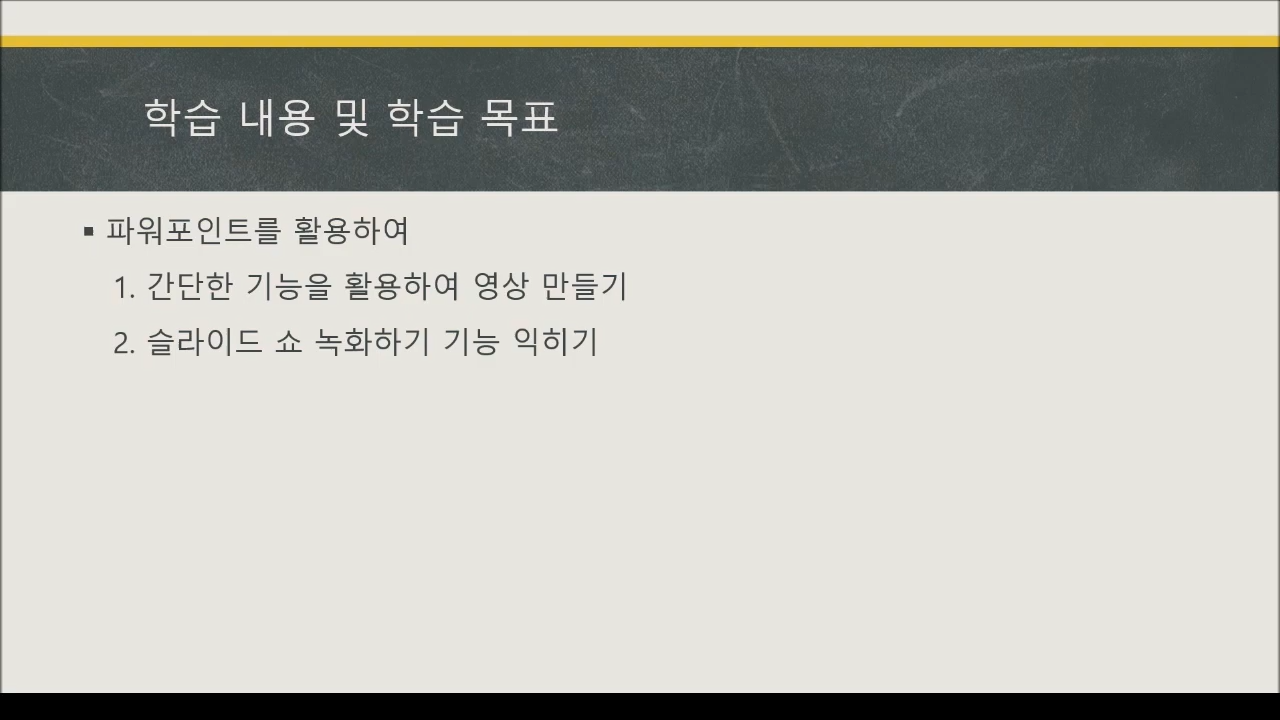 학습 내용 및 학습 목표
▪ 파워포인트를 활용하여
1. 간단한 기능을 활용하여 영상 만들기
2. 슬라이드 쇼 녹화하기 기능 익히기